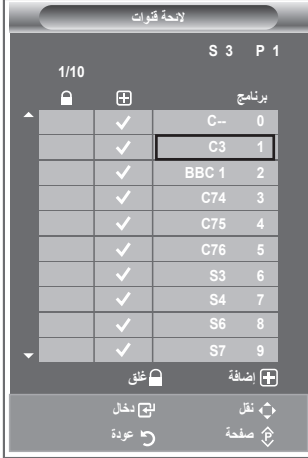 لائحة قنوات
P 1 S 3
1/10
برنامج
0 C--
1 C3
2 BBC 1
3 C74
4 C75
5 C76
6 S3
7 S4
8 S6
9 S7
إضافة غلق
نقل دخال
صفحة عودة